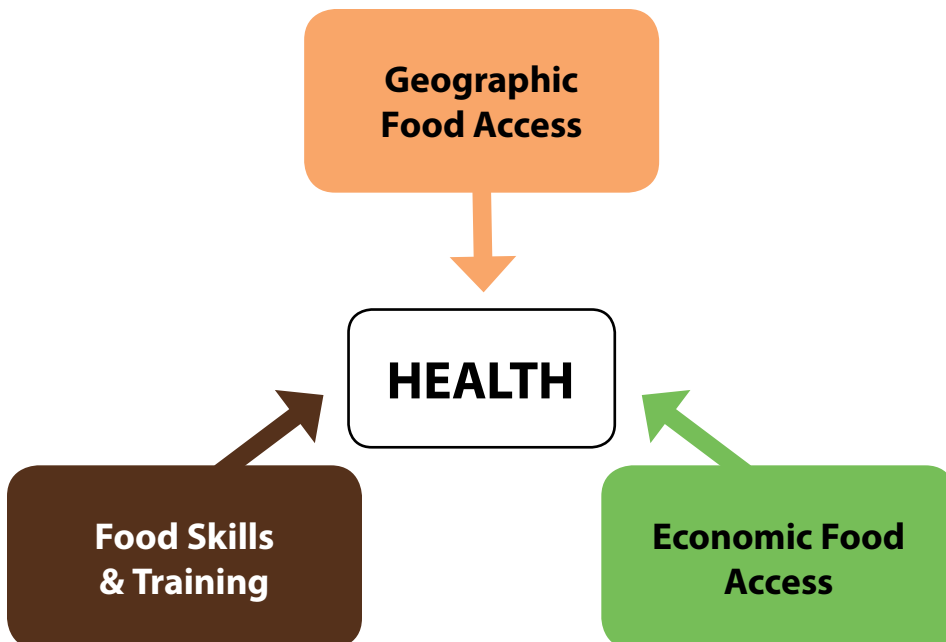 Geographic
Food Access
HEALTH
Food Skills
& Training
Economic Food
Access